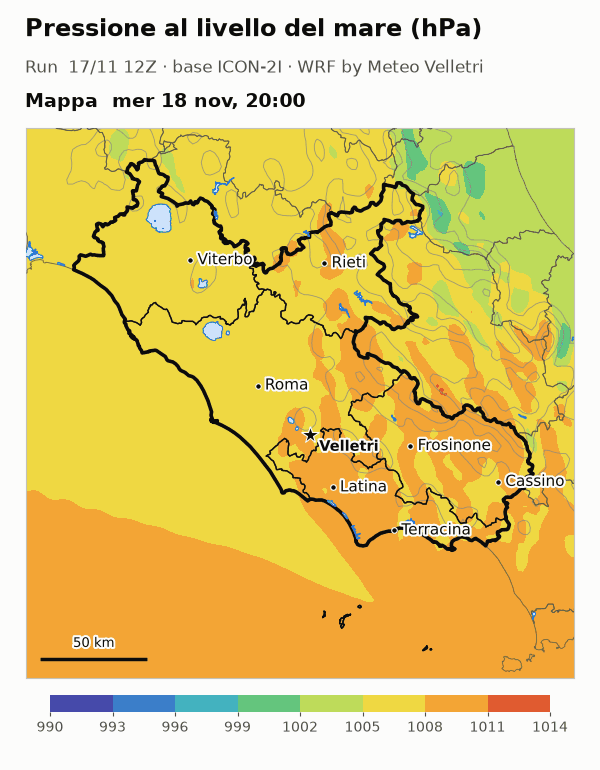 Pressione al livello del mare (hPa)
Run  17/11 12Z · base ICON-2I · WRF by Meteo Velletri
Mappa  mer 18 nov, 20:00
Viterbo
Rieti
Roma
Velletri
Frosinone
Latina
Cassino
Terracina
50 km
990 993 996 999 1002 1005 1008 1011 1014